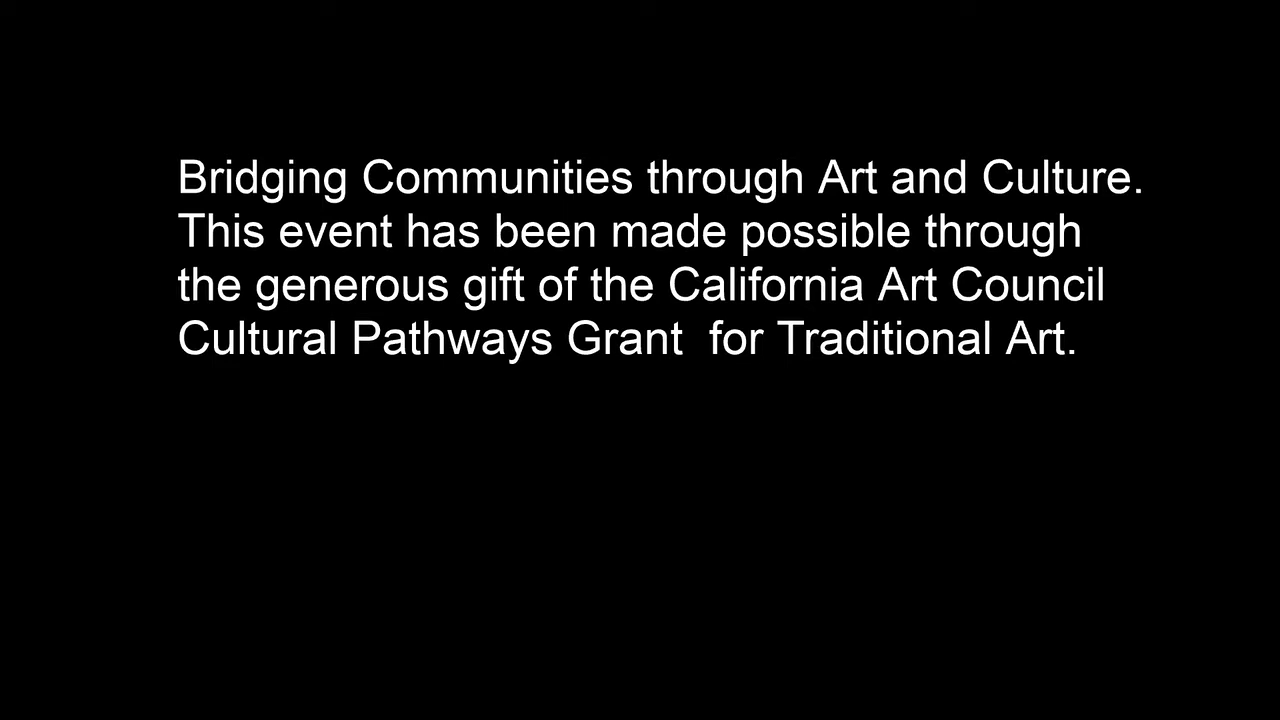 Bridging Communities through Art and Culture.
This event has been made possible through
the generous gift of the California Art Council
Cultural Pathways Grant  for Traditional Art.